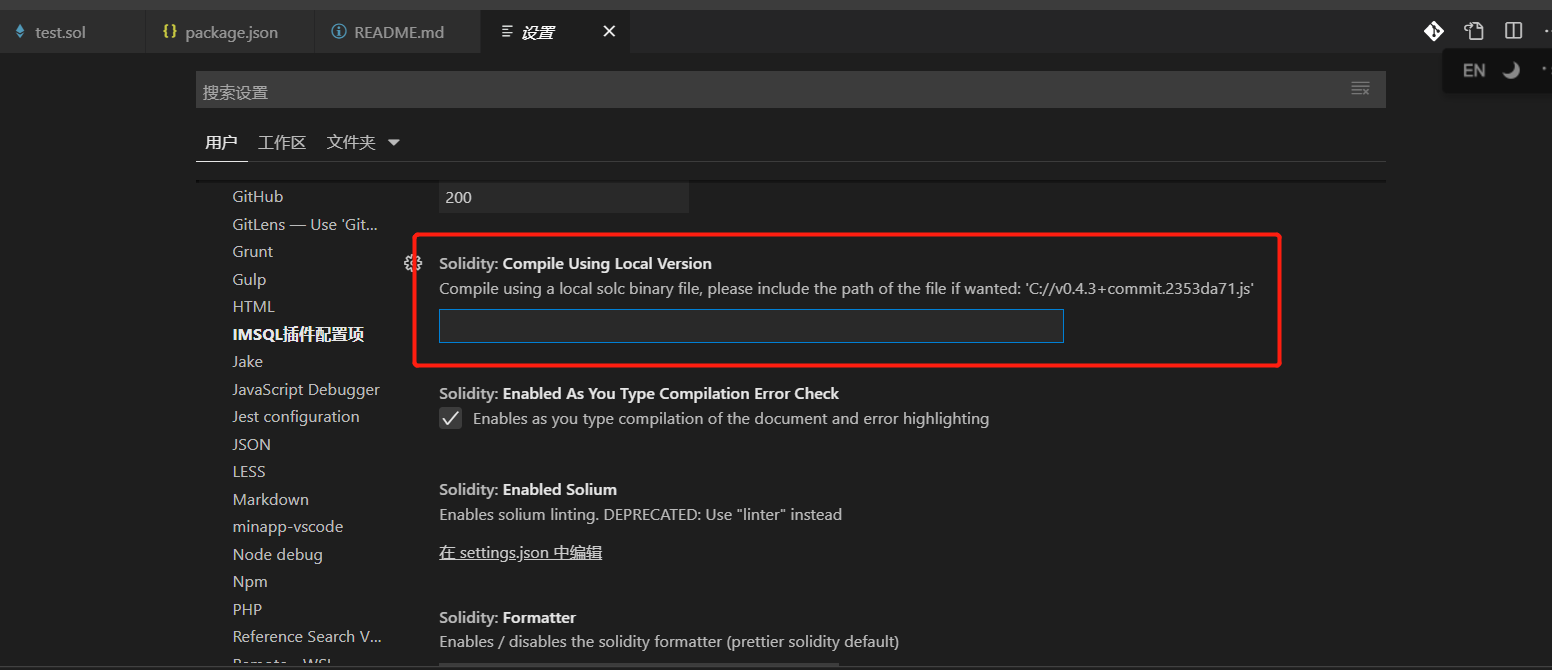 test.sol
{} package.json
README.md
设置
EN
搜索设置
用户 工作区 文件夹
GitHub
GitLens — Use 'Git...
Grunt
Gulp
HTML
IMSQL插件配置项
Jake
JavaScript Debugger
Jest configuration
JSON
LESS
Markdown
minapp-vscode
Node debug
Npm
PHP
Reference Search V...
Remote - WSL
200
Solidity: Compile Using Local Version
Compile using a local solc binary file, please include the path of the file if wanted: 'C://v0.4.3+commit.2353da71.js'
Solidity: Enabled As You Type Compilation Error Check
Enables as you type compilation of the document and error highlighting
Solidity: Enabled Solium
Enables solium linting. DEPRECATED: Use "linter" instead
在 settings.json 中编辑
Solidity: Formatter
Enables / disables the solidity formatter (prettier solidity default)